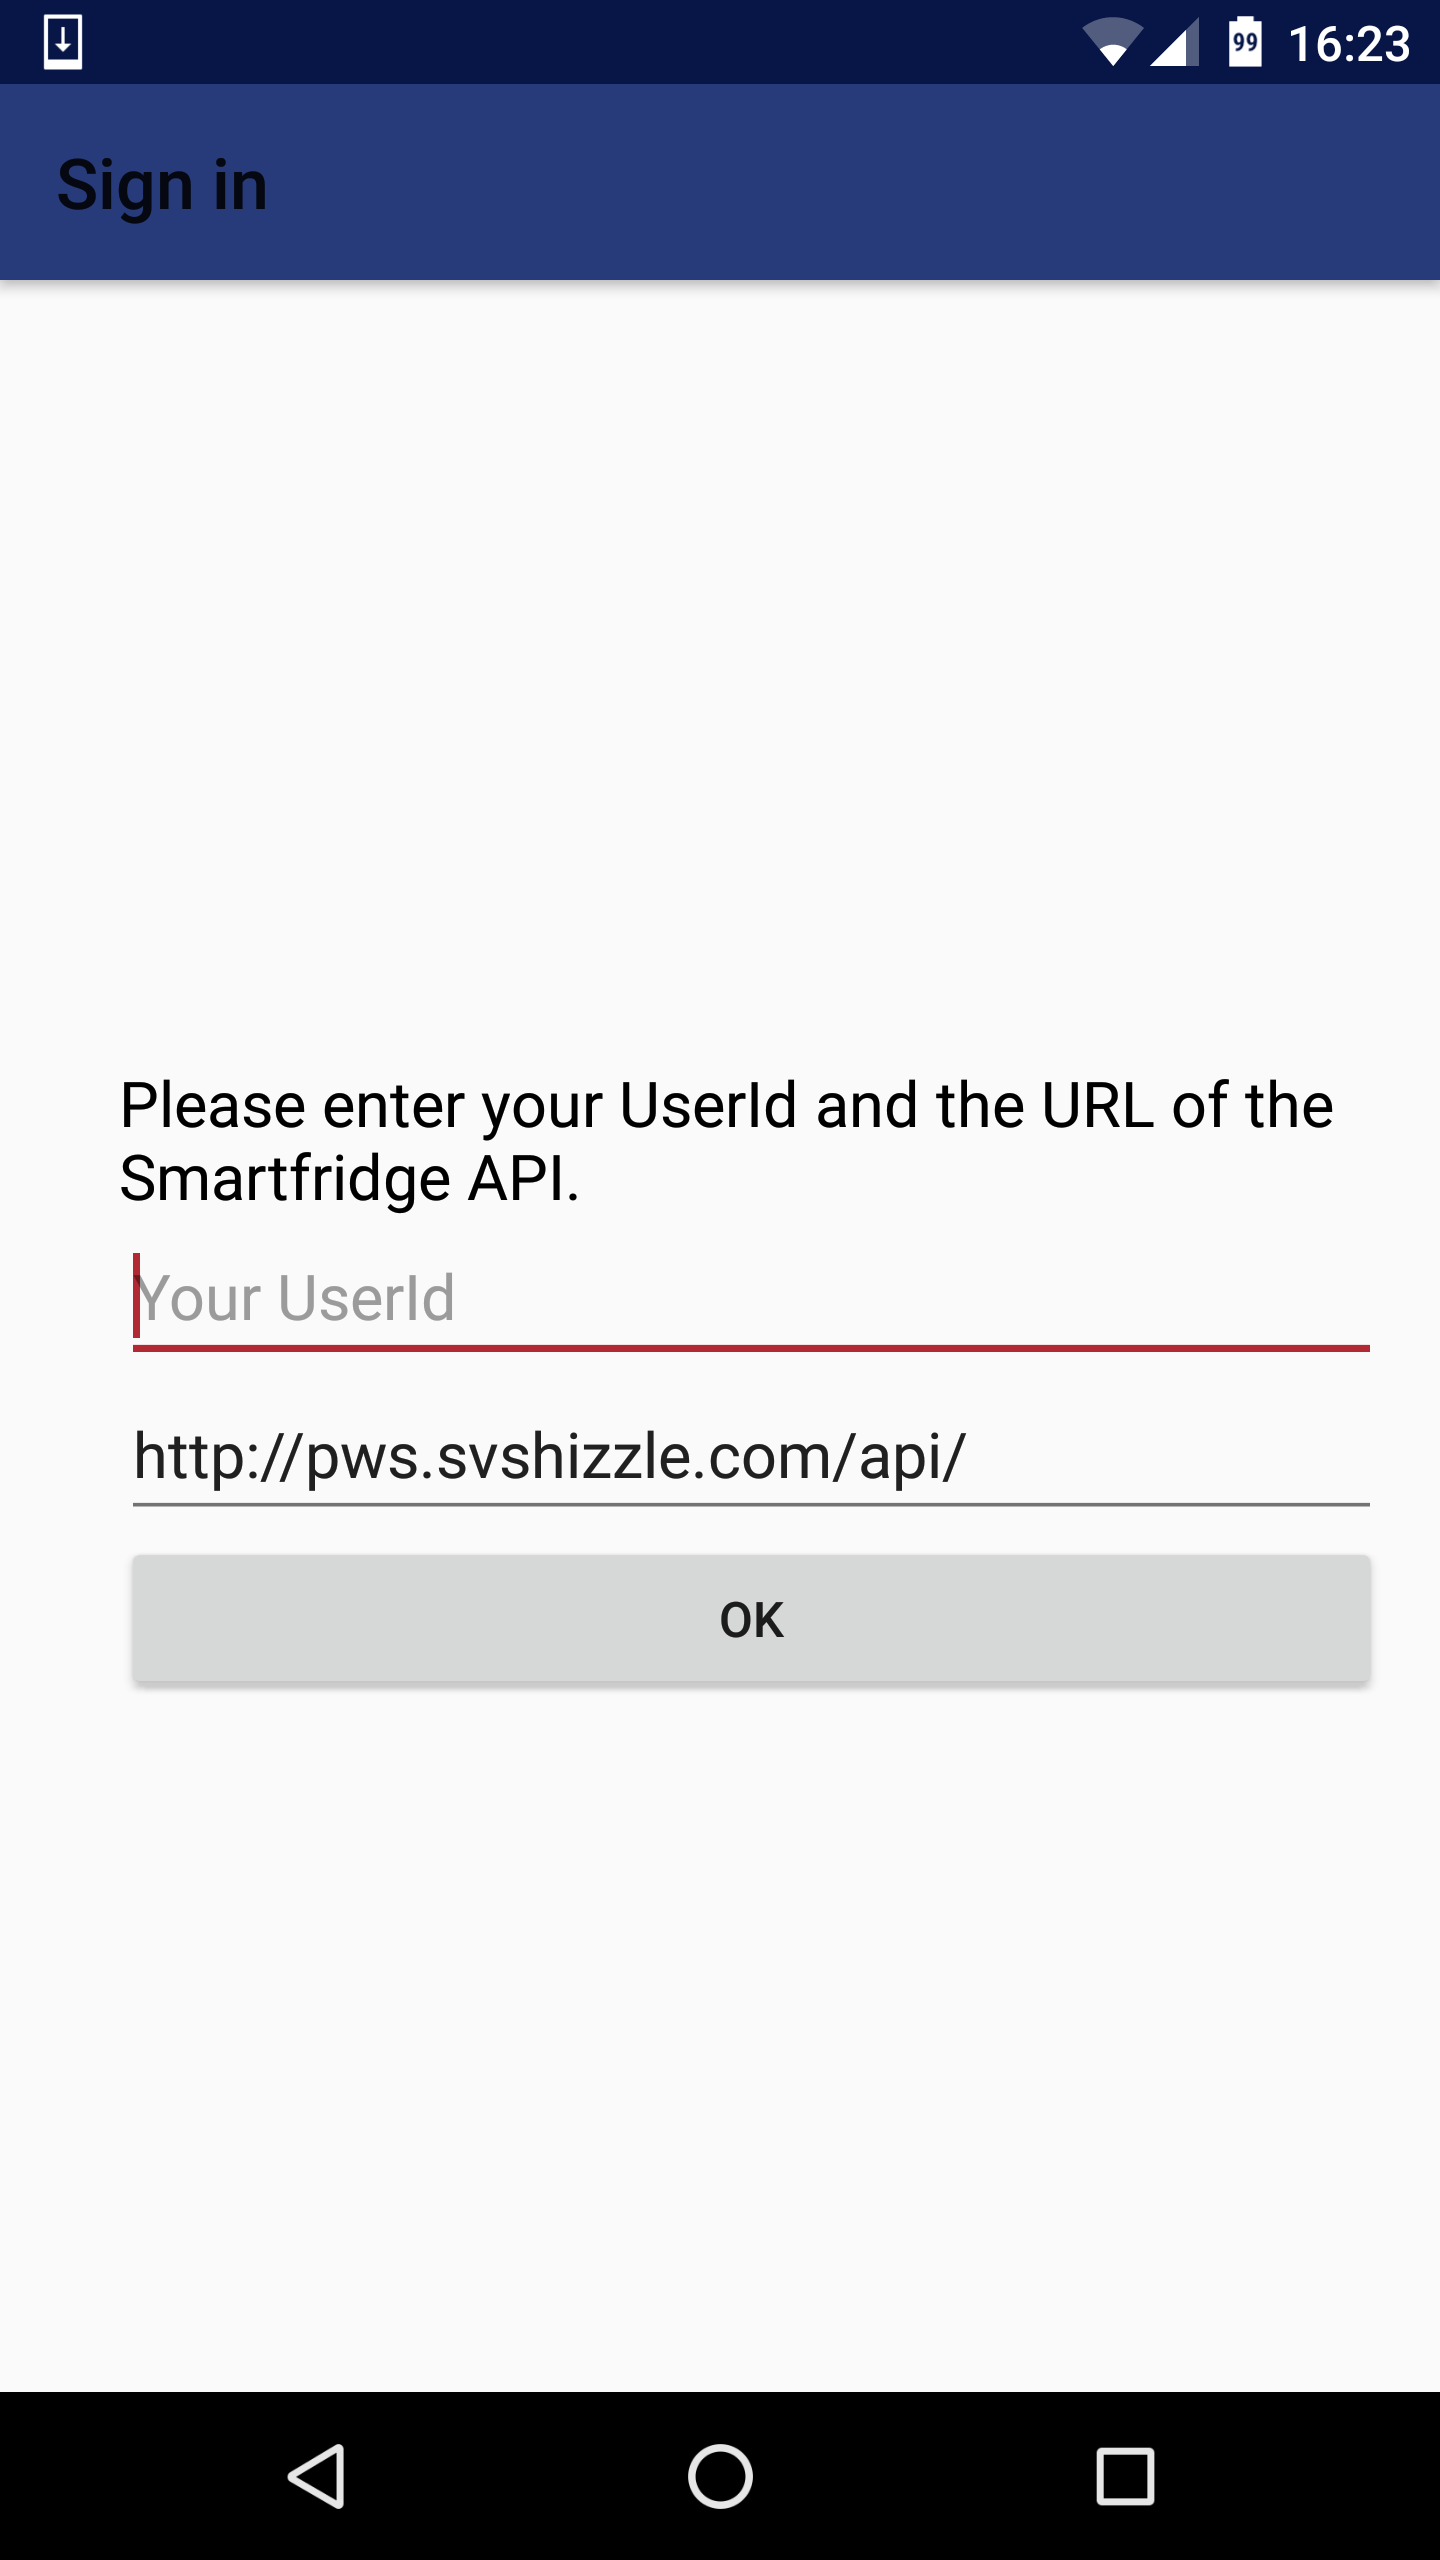 99 16:23
Sign in
Please enter your UserId and the URL of the
Smartfridge API.
Your UserId
http://pws.svshizzle.com/api/
OK